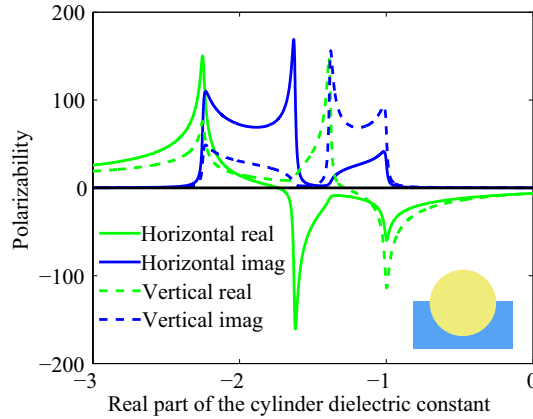 200
100
0
−100
−200
Polarizability
Horizontal real
Horizontal imag
Vertical real
Vertical imag
−3
−2
−1
0
Real part of the cylinder dielectric constant